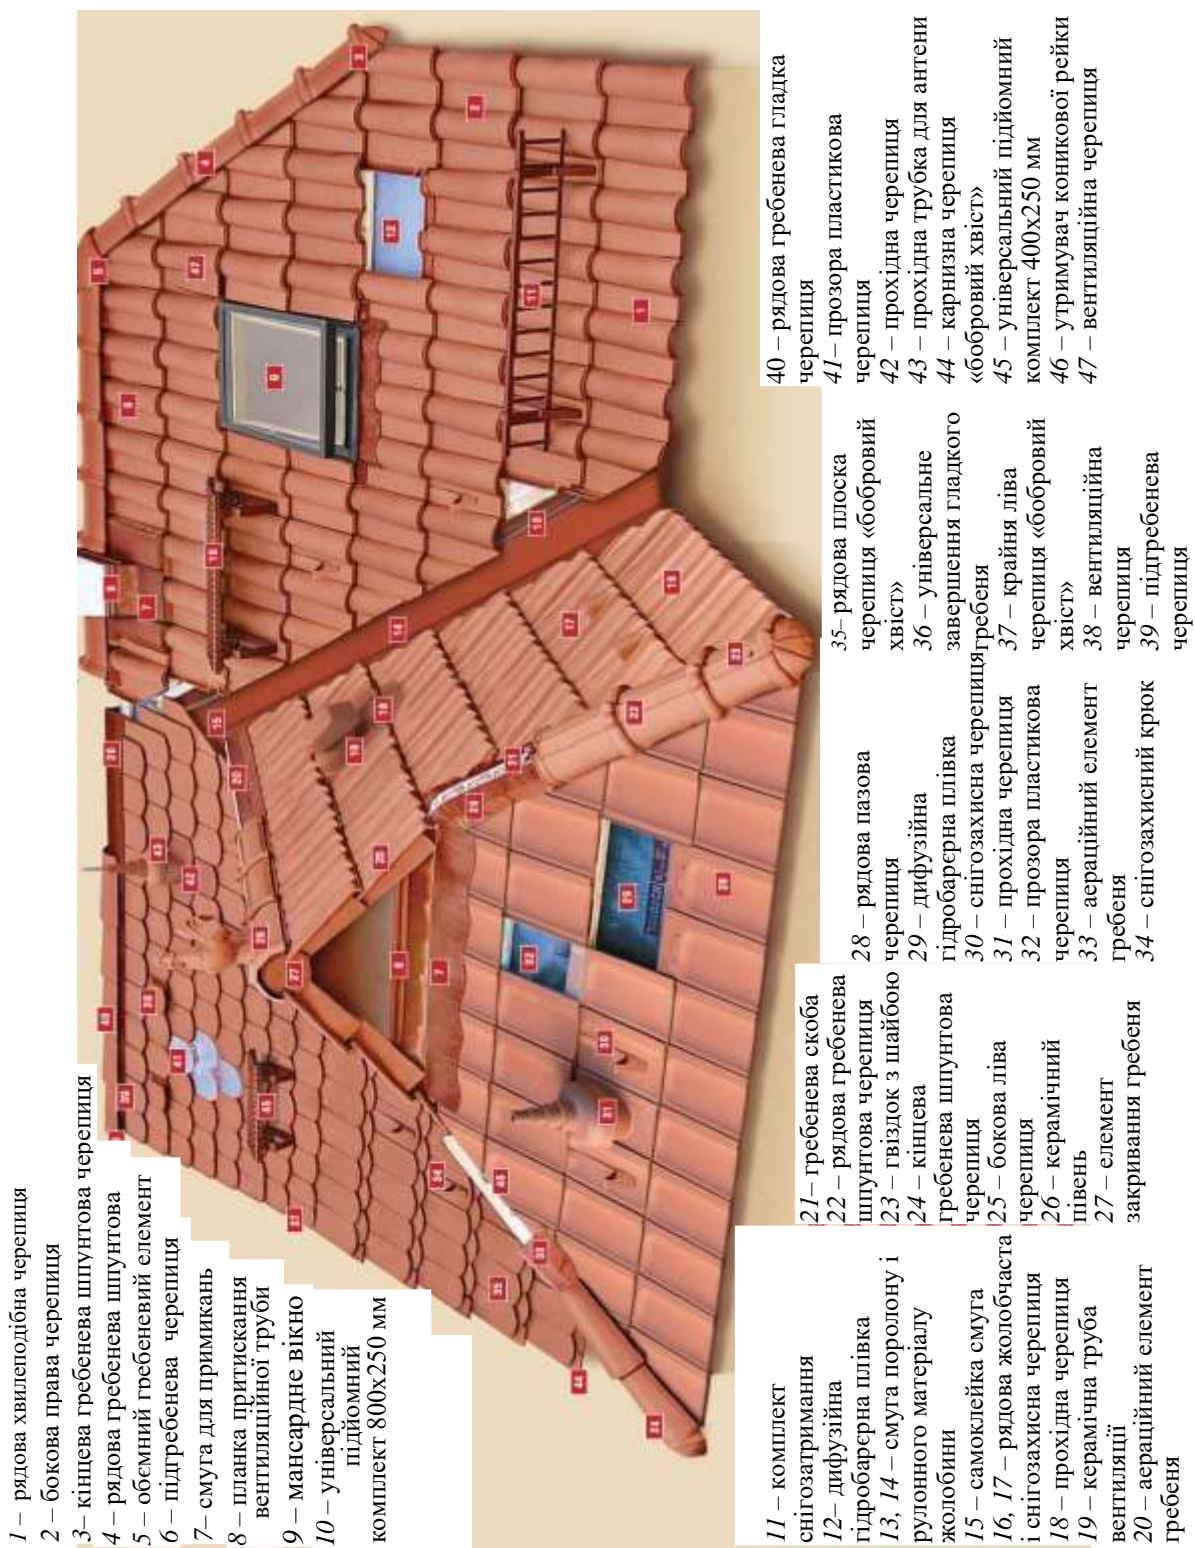 1 – рядова хвилеподібна черепиця
2 – бокова права черепиця
3– кінцева гребенева шпунтова черепиця
4 – рядова гребенева шпунтова
5 – обємний гребеневий елемент
6 – підгребенева черепиця
7– смуга для примикань
8 – планка притискання
вентиляційної труби
9 – мансардне вікно
10 – універсальний
підйомний
комплект 800х250 мм
11 – комплект
снігозатримання
12– дифузійна
гідробарєрна плівка
13, 14 – смуга поролону і
рулонного матеріалу
жолобини
15 – самоклейка смуга
16, 17 – рядова жолобчаста
і снігозахисна черепиця
18 – прохідна черепиця
19 – керамічна труба
вентиляції
20 – аераційний елемент
гребеня
21– гребенева скоба
22 – рядова гребенева
шпунтова черепиця
23 – гвіздок з шайбою
24 – кінцева
гребенева шпунтова
черепиця
25 – бокова ліва
черепиця
26 – керамічний
півень
27 – елемент
закривання гребеня
28 – рядова пазова
черепиця
29 – дифузійна
гідробарєрна плівка
30 – снігозахисна черепиця
31 – прохідна черепиця
32 – прозора пластикова
черепиця
33 – аераційний елемент
гребеня
34 – снігозахисний крюк
35– рядова плоска
черепиця «бобровий
хвіст»
36 – універсальне
завершення гладкого
гребеня
37 – крайня ліва
черепиця «бобровий
хвіст»
38 – вентиляційна
черепиця
39 – підгребенева
черепиця
40 – рядова гребенева гладка
черепиця
41– прозора пластикова
черепиця
42 – прохідна черепиця
43 – прохідна трубка для антени
44 – карнизна черепиця
«бобровий хвіст»
45 – універсальний підйомний
комплект 400х250 мм
46 – утримувач коникової рейки
47 – вентиляційна черепиця